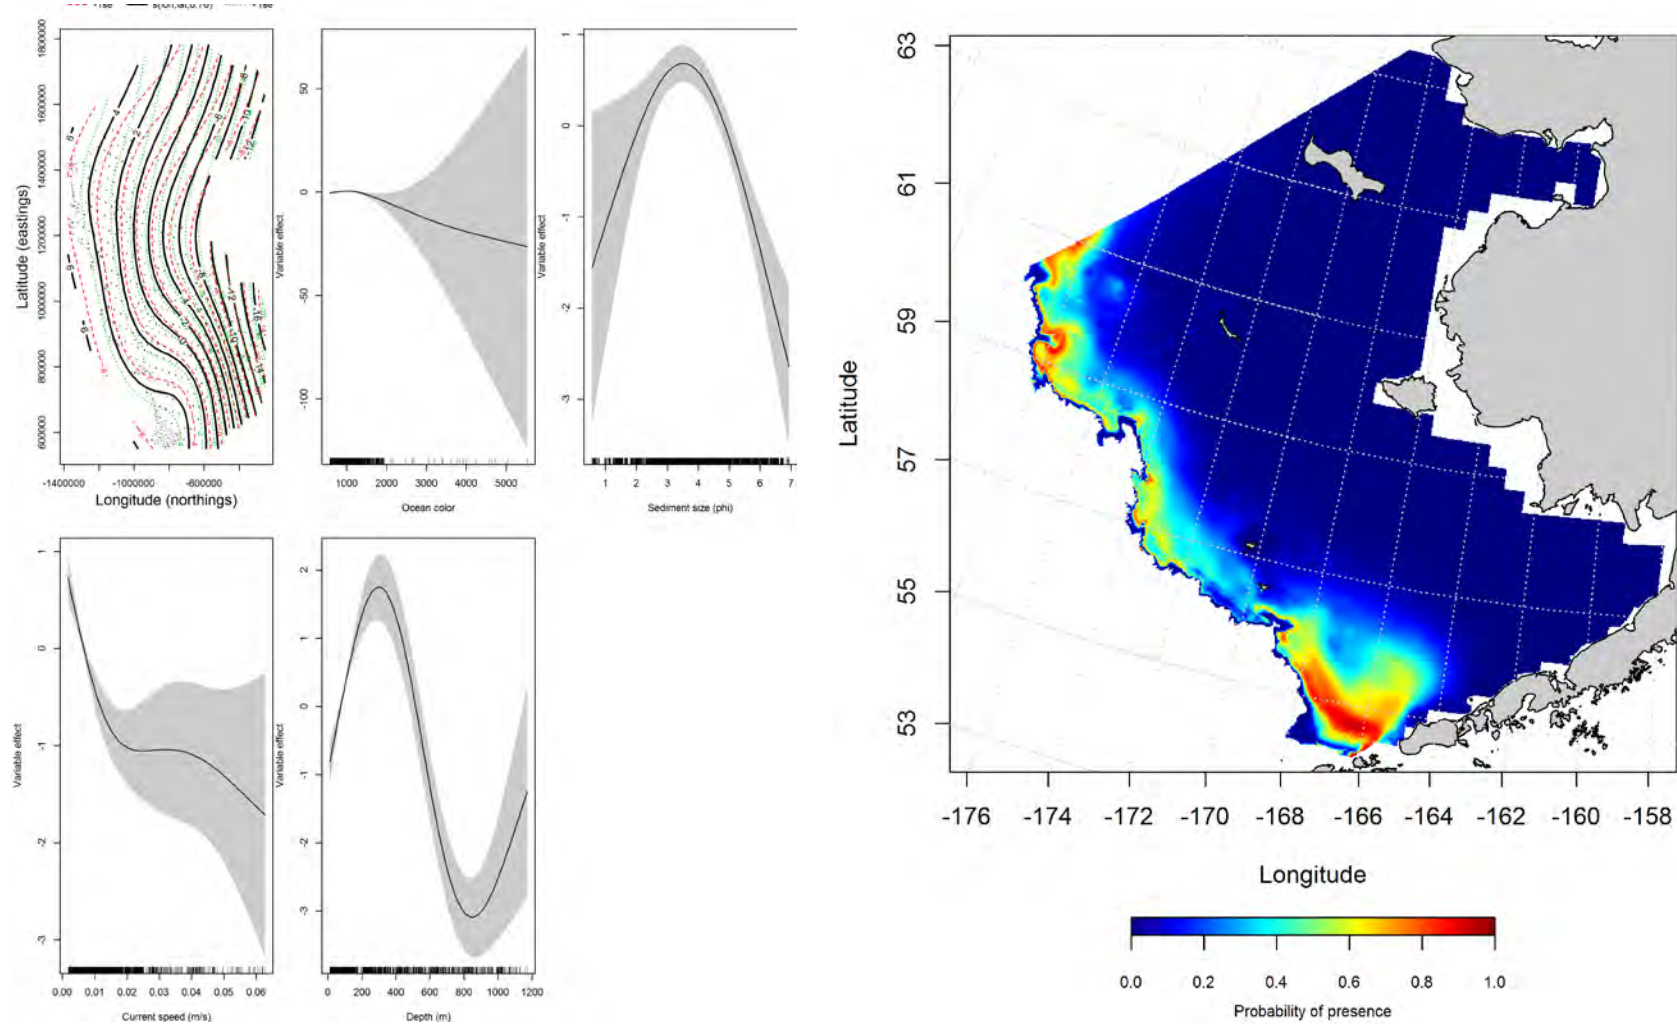 -1se s(lon,lat,8.76) +1se
1800000
1600000
1400000
1200000
1000000
800000
600000
Latitude (eastings)
-1400000 -1000000 -600000
Longitude (northings)
50
0
-50
-100
Variable effect
1000 2000 3000 4000 5000
Ocean color
1
0
-1
-2
-3
Variable effect
1 2 3 4 5 6 7
Sediment size (phi)
1
0
-1
-2
-3
Variable effect
0.00 0.01 0.02 0.03 0.04 0.05 0.06
Current speed (m/s)
2
1
0
-1
-2
-3
Variable effect
0 200 400 600 800 1000 1200
Depth (m)
63
61
59
57
55
53
Latitude
-176 -174 -172 -170 -168 -166 -164 -162 -160 -158
Longitude
0.0 0.2 0.4 0.6 0.8 1.0
Probability of presence